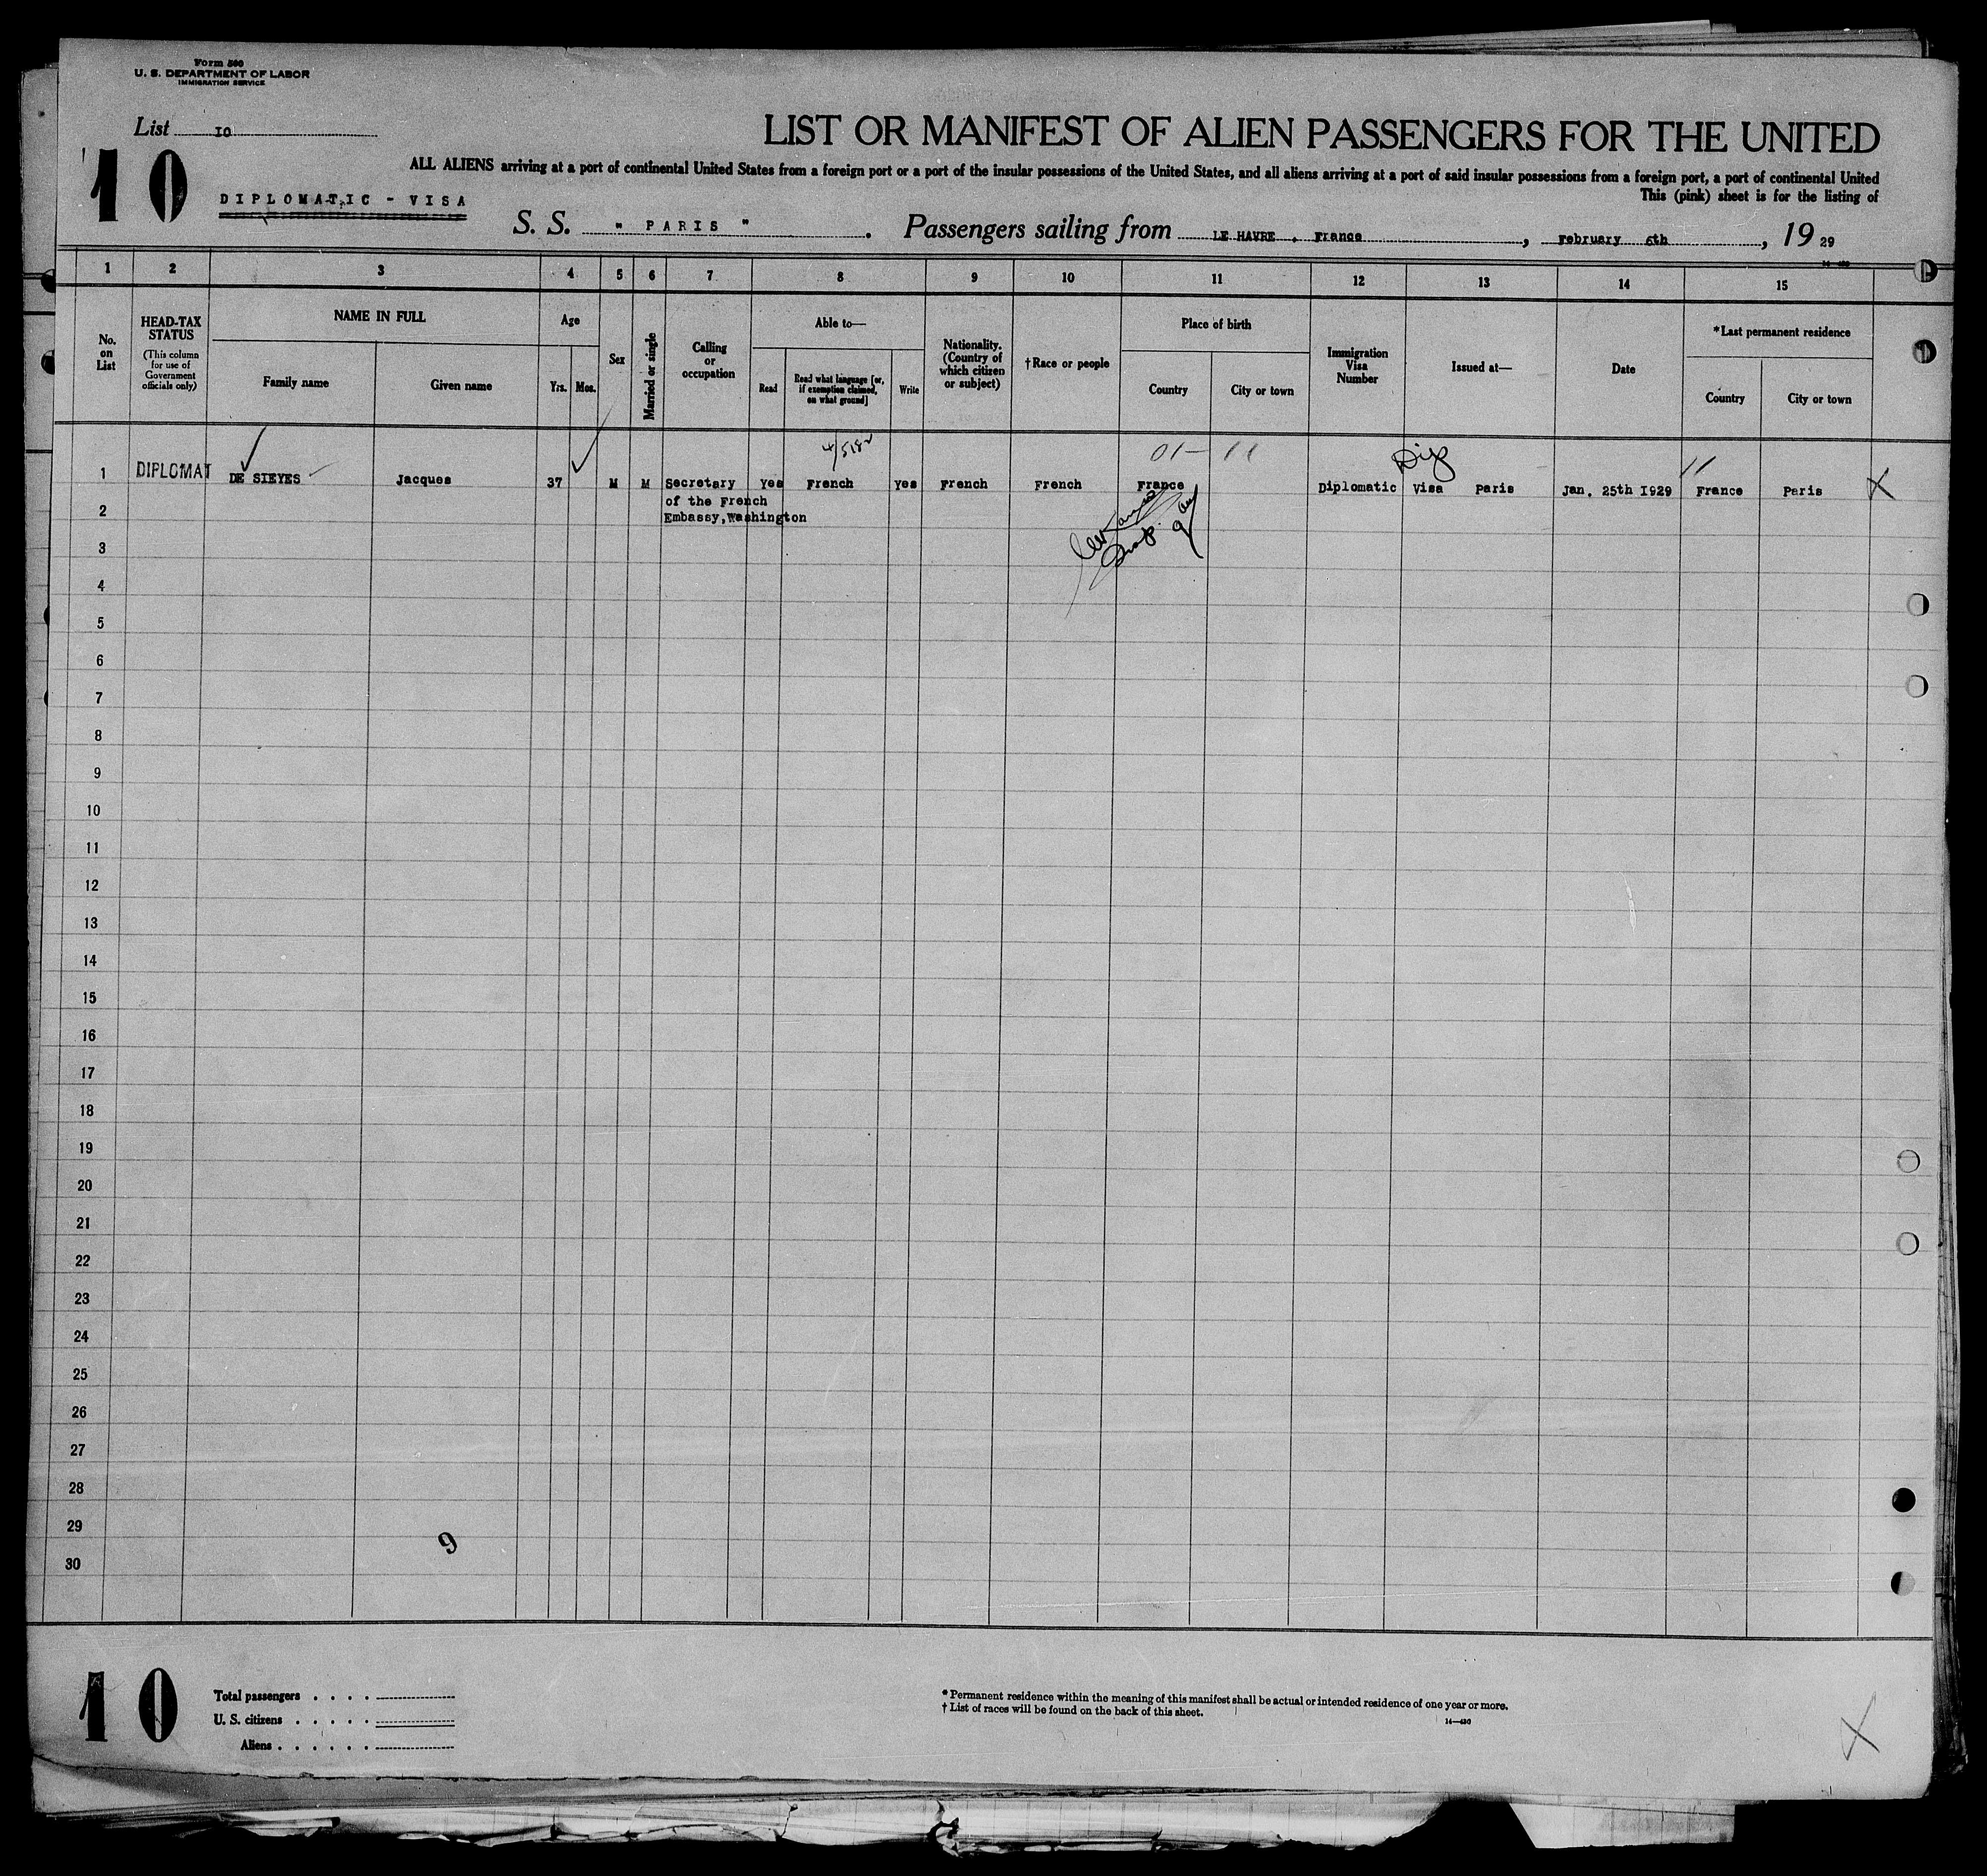 Form 500
U. S. DEPARTMENT OF LABOR
IMMIGRATION SERVICE
List IO
10
LIST OR MANIFEST OF ALIEN PASSENGERS FOR THE UNITED
ALL ALIENS arriving at a port of continental United States from a foreign port or a port of the insular possessions of the United States, and all aliens arriving at a port of said insular possessions from a foreign port, a port of continental United
This (pink) sheet is for the listing of
DIPLOMATIC - VISA
S. S. " PARIS " . Passengers sailing from LE HAVRE , France , February 6th , 19 29
1 2 3 4 5 6 7 8 9 10 11 12 13 14 15
No. on List
HEAD-TAX STATUS
(This column for use of Government officials only)
NAME IN FULL
Family name
Given name
Age
Yrs.
Mos.
Sex
Married or single
Calling or occupation
Able to—
Read
Read what language [or, if exemption claimed, on what ground]
Write
Nationality. (Country of which citizen or subject)
†Race or people
Place of birth
Country
City or town
Immigration Visa Number
Issued at—
Date
*Last permanent residence
Country
City or town
Dip
1 DIPLOMAT DE SIEYES Jacques 37 M M Secretary Yes French Yes French French France Diplomatic Visa Paris Jan. 25th I929 France Paris X
of the French
2 Embassy,Washington
3
4
5
6
7
8
9
10
11
12
13
14
15
16
17
18
19
20
21
22
23
24
25
26
27
28
29
9
30
10
Total passengers . . . .
U. S. citizens . . . . .
Aliens . . . . . .
* Permanent residence within the meaning of this manifest shall be actual or intended residence of one year or more.
† List of races will be found on the back of this sheet.
14—430
X